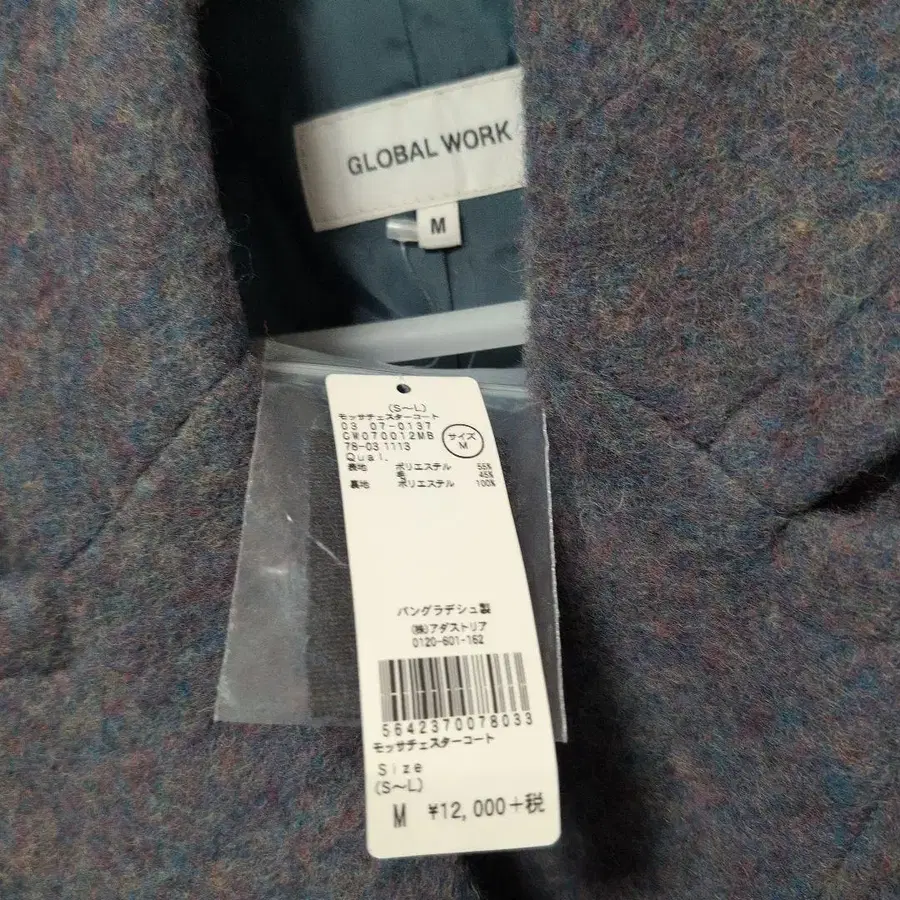 GLOBAL WORK
M
(S～L)
モッサチェスターコート
03 07-0137
GW070012MB
78-031113
サイズ
M
Qual.
表地 ポリエステル 55%
毛 45%
裏地 ポリエステル 100%
バングラデシュ製
(株)アダストリア
0120-601-162
5642370078033
モッサチェスターコート
Size
(S～L)
M ¥12,000+税